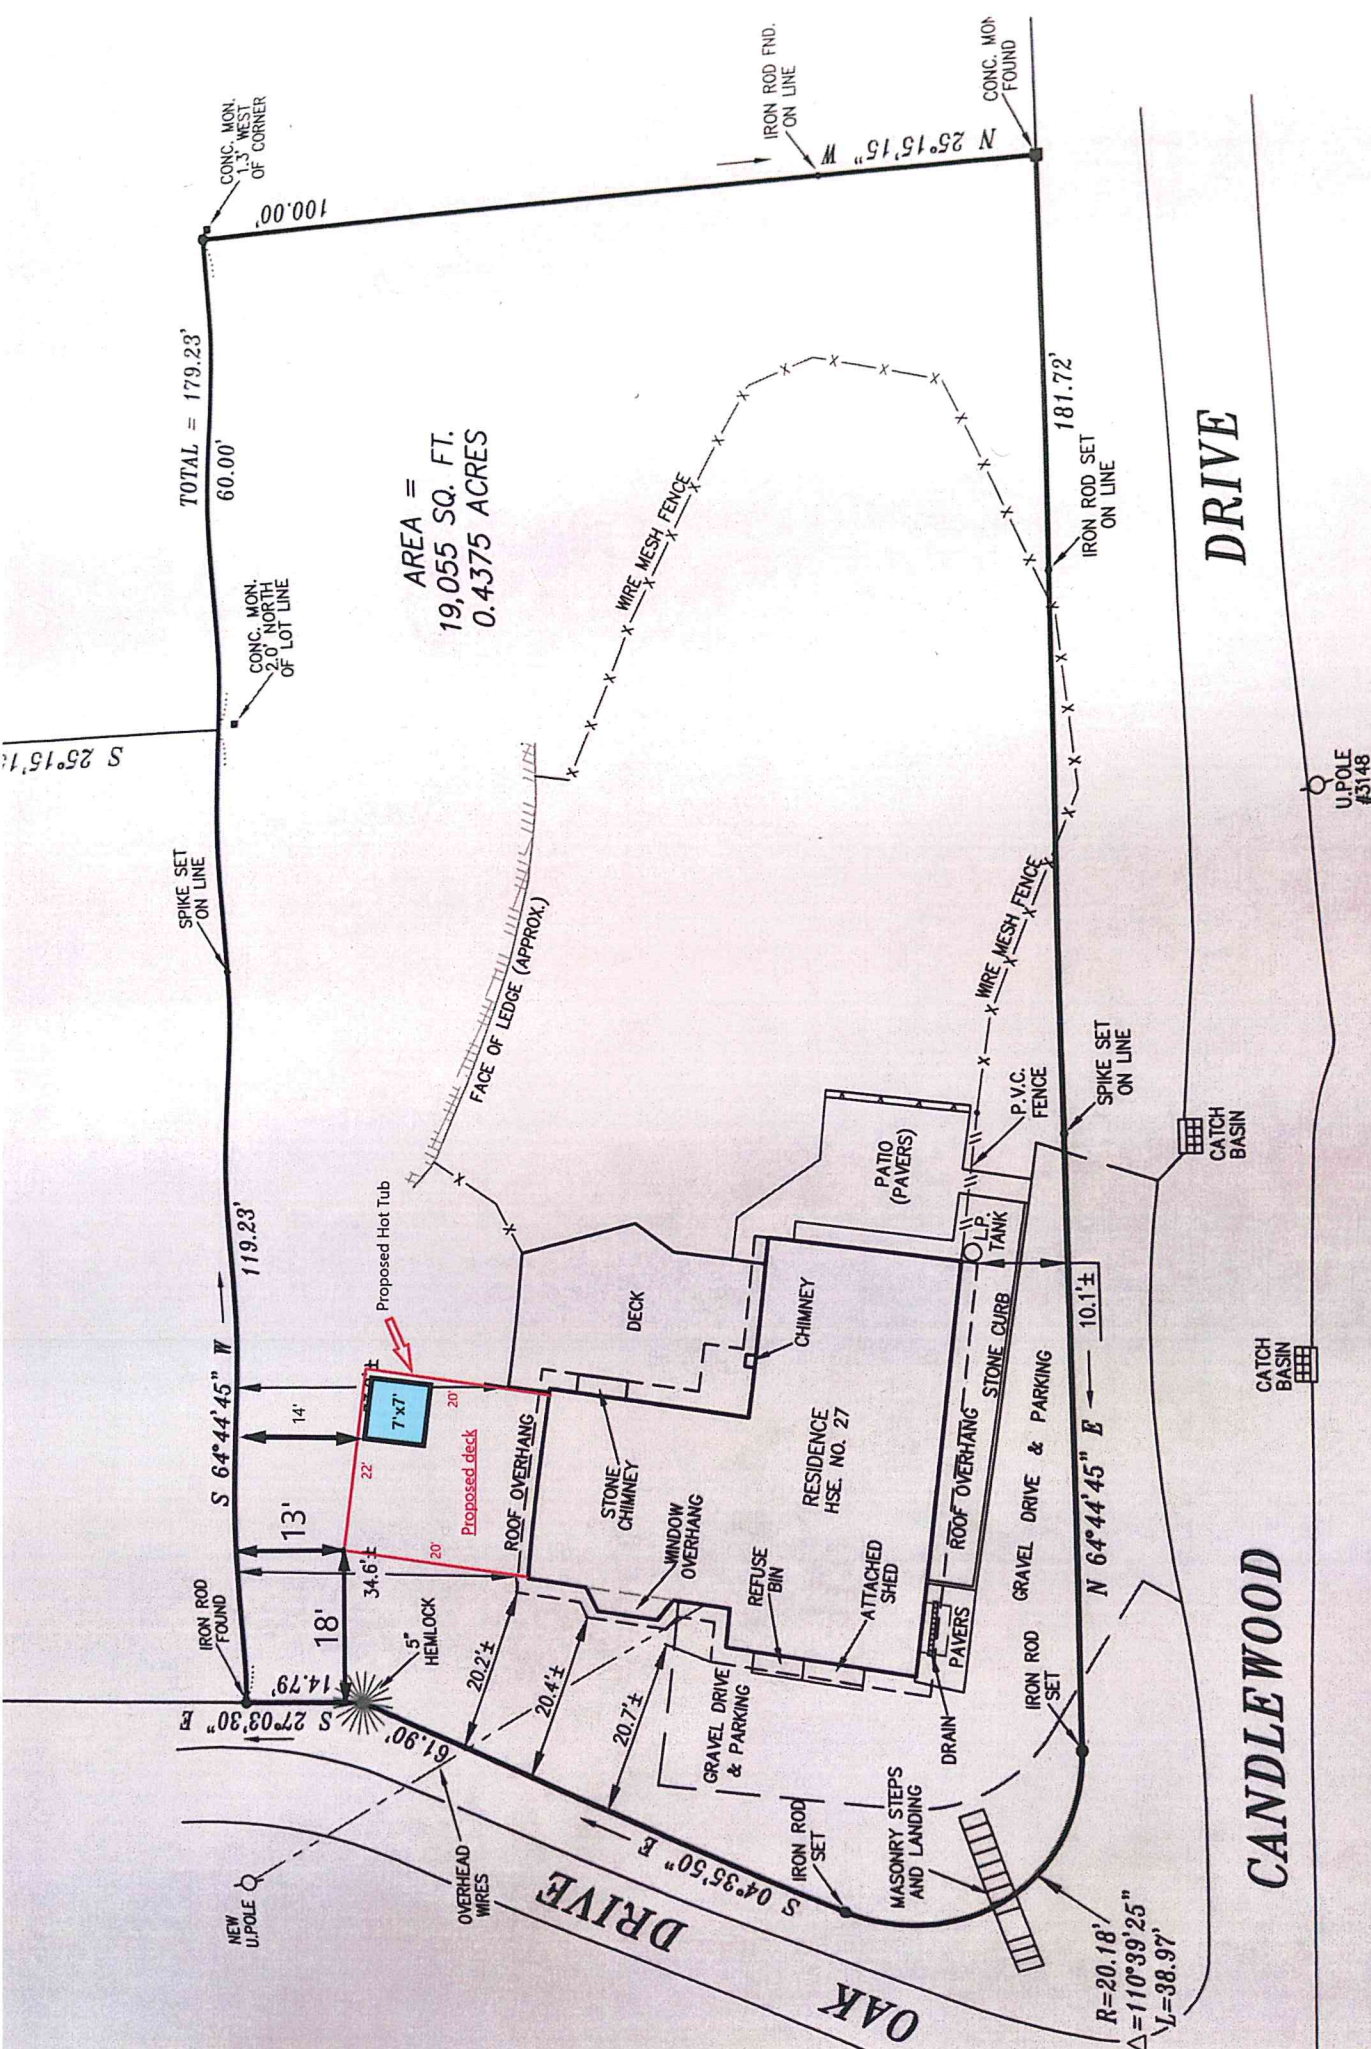 CONC. MON.
1.3' WEST
OF CORNER
IRON ROD FND.
ON LINE
CONC. MON
FOUND
N 25°15'15" W
100.00'
TOTAL = 179.23'
60.00'
181.72'
AREA =
19,055 SQ. FT.
0.4375 ACRES
WIRE MESH FENCE
IRON ROD SET
ON LINE
DRIVE
CONC. MON.
2.0' NORTH
OF LOT LINE
S 25°15'15
U.POLE
#3148
SPIKE SET
ON LINE
FACE OF LEDGE (APPROX.)
WIRE MESH FENCE
SPIKE SET
ON LINE
P.V.C.
FENCE
CATCH
BASIN
PATIO
(PAVERS)
119.23'
Proposed Hot Tub
S 64°44'45" W
DECK
CHIMNEY
L.P.
TANK
STONE CURB
10.1'±
CATCH
BASIN
14'
7'x7'
20'
22'
Proposed deck
20'
ROOF OVERHANG
STONE
CHIMNEY
RESIDENCE
HSE. NO. 27
ROOF OVERHANG
GRAVEL DRIVE & PARKING
N 64°44'45" E
13'
34.6'±
18'
WINDOW
OVERHANG
REFUSE
BIN
ATTACHED
SHED
PAVERS
IRON ROD
FOUND
14.79'
S 27°03'30" E
5"
HEMLOCK
20.2'±
20.4'±
20.7'±
GRAVEL DRIVE
& PARKING
DRAIN
IRON ROD
SET
CANDLEWOOD
61.90'
S 04°35'50" E
IRON ROD
SET
MASONRY STEPS
AND LANDING
NEW
U.POLE
OVERHEAD
WIRES
OAK
DRIVE
R=20.18'
Δ=110°39'25"
L=38.97'